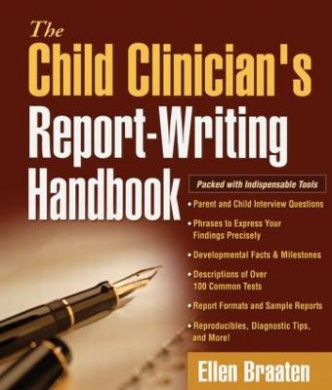 The
Child Clinician's
Report-Writing
Handbook
Packed with Indispensable Tools
• Parent and Child Interview Questions
• Phrases to Express Your
Findings Precisely
• Developmental Facts & Milestones
• Descriptions of Over
100 Common Tests
• Report Formats and Sample Reports
• Reproducibles, Diagnostic Tips,
and More!
Ellen Braaten